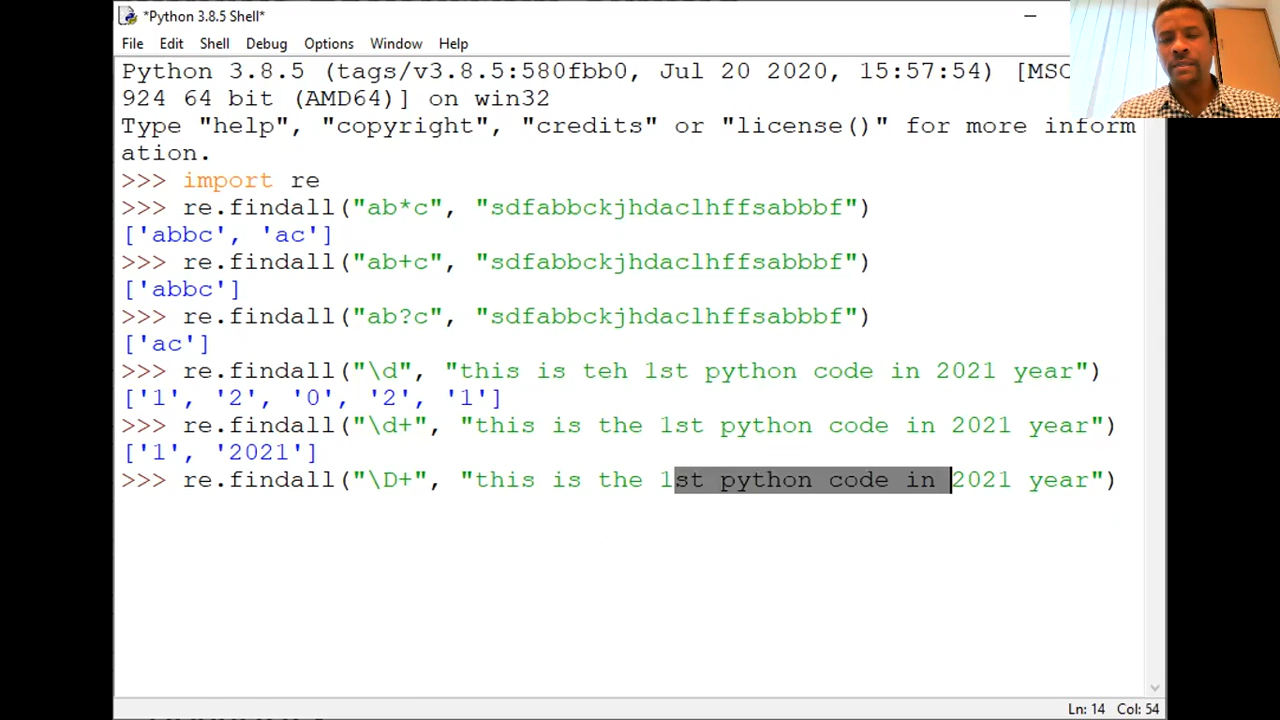 *Python 3.8.5 Shell*
File Edit Shell Debug Options Window Help
Python 3.8.5 (tags/v3.8.5:580fbb0, Jul 20 2020, 15:57:54) [MSC
924 64 bit (AMD64)] on win32
Type "help", "copyright", "credits" or "license()" for more inform
ation.
>>> import re
>>> re.findall("ab*c", "sdfabbckjhdaclhffsabbbf")
['abbc', 'ac']
>>> re.findall("ab+c", "sdfabbckjhdaclhffsabbbf")
['abbc']
>>> re.findall("ab?c", "sdfabbckjhdaclhffsabbbf")
['ac']
>>> re.findall("\d", "this is teh 1st python code in 2021 year")
['1', '2', '0', '2', '1']
>>> re.findall("\d+", "this is the 1st python code in 2021 year")
['1', '2021']
>>> re.findall("\D+", "this is the 1st python code in 2021 year")
Ln: 14 Col: 54